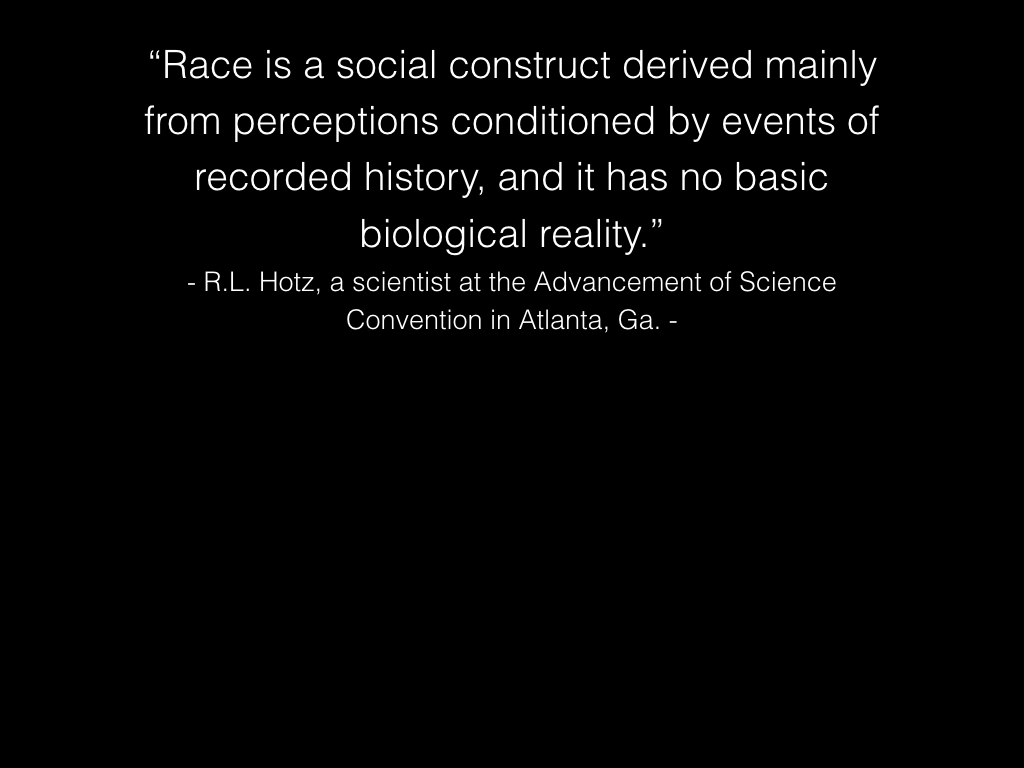 “Race is a social construct derived mainly
from perceptions conditioned by events of
recorded history, and it has no basic
biological reality.”
- R.L. Hotz, a scientist at the Advancement of Science
Convention in Atlanta, Ga. -